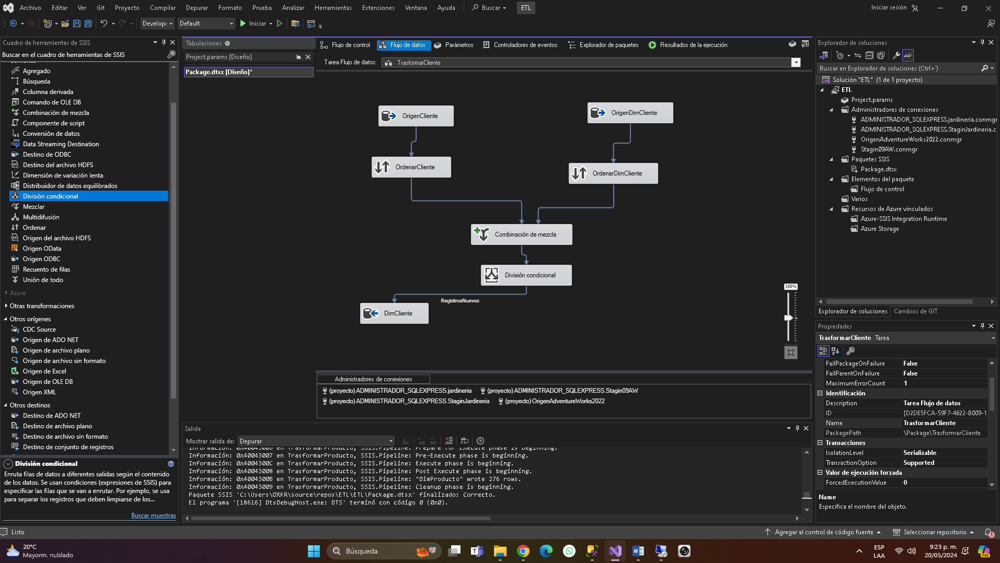 Archivo Editar Ver Git Proyecto Compilar Depurar Formato Prueba Analizar Herramientas Extensiones Ventana Ayuda Buscar ETL Iniciar sesión
Developi Default Iniciar
Cuadro de herramientas de SSIS
Buscar en el cuadro de herramientas de SSIS
Agregado
Búsqueda
Columna derivada
Comando de OLE DB
Combinación de mezcla
Componente de script
Conversión de datos
Data Streaming Destination
Destino de ODBC
Destino del archivo HDFS
Dimensión de variación lenta
Distribuidor de datos equilibrados
División condicional
Mezclar
Multidifusión
Ordenar
Origen del archivo HDFS
Origen OData
Origen ODBC
Recuento de filas
Unión de todo
Azure
Otras transformaciones
Otros orígenes
CDC Source
Origen de ADO NET
Origen de archivo plano
Origen de archivo sin formato
Origen de Excel
Origen de OLE DB
Origen XML
Otros destinos
Destino de ADO NET
Destino de archivo plano
Destino de archivo sin formato
Destino de conjunto de registros
División condicional
Enruta filas de datos a diferentes salidas según el contenido
de los datos. Se usan condiciones (expresiones de SSIS) para
especificar las filas que se van a enrutar. Por ejemplo, se usa
para separar los registros que deben limpiarse de los...
Buscar muestras
Tabulaciones
Project.params [Diseño]
Package.dtsx [Diseño]*
Flujo de control Flujo de datos Parámetros Controladores de eventos Explorador de paquetes Resultados de la ejecución
Tarea Flujo de datos: TrasformarCliente
OrigenCliente
OrigenDimCliente
OrdenarCliente
OrdenarDimCliente
Combinación de mezcla
División condicional
RegistrosNuevos
DimCliente
100%
Administradores de conexiones
(proyecto) ADMINISTRADOR_SQLEXPRESS.jardineria (proyecto) ADMINISTRADOR_SQLEXPRESS.Stagin09AW
(proyecto) ADMINISTRADOR_SQLEXPRESS.StaginJardineria (proyecto) OrigenAdventureWorks2022
Salida
Mostrar salida de: Depurar
Información: 0x40043006 en TrasformarProducto, SSIS.Pipeline: Prepare for Execute phase is beginning.
Información: 0x40043007 en TrasformarProducto, SSIS.Pipeline: Pre-Execute phase is beginning.
Información: 0x4004300C en TrasformarProducto, SSIS.Pipeline: Execute phase is beginning.
Información: 0x40043008 en TrasformarProducto, SSIS.Pipeline: Post Execute phase is beginning.
Información: 0x4004300B en TrasformarProducto, SSIS.Pipeline: "DimProducto" wrote 276 rows.
Información: 0x40043009 en TrasformarProducto, SSIS.Pipeline: Cleanup phase is beginning.
Paquete SSIS 'C:\Users\OXKR\source\repos\ETL\ETL\Package.dtsx' finalizado: Correcto.
El programa '[18616] DtsDebugHost.exe: DTS' terminó con código 0 (0x0).
Explorador de soluciones
Buscar en Explorador de soluciones (Ctrl+´)
Solución "ETL" (1 de 1 proyecto)
ETL
Project.params
Administradores de conexiones
ADMINISTRADOR_SQLEXPRESS.jardineria.conmgr
ADMINISTRADOR_SQLEXPRESS.StaginJardineria.c
OrigenAdventureWorks2022.conmgr
Stagin09AW.conmgr
Paquetes SSIS
Package.dtsx
Elementos del paquete
Flujo de control
Varios
Recursos de Azure vinculados
Azure-SSIS Integration Runtime
Azure Storage
Explorador de soluciones Cambios de GIT
Propiedades
TrasformarCliente Tarea
FailPackageOnFailure False
FailParentOnFailure False
MaximumErrorCount 1
Identificación
Description Tarea Flujo de datos
ID {D2DE5FCA-59F7-4622-B009-1
Name TrasformarCliente
PackagePath \Package\TrasformarCliente
Transacciones
IsolationLevel Serializable
TransactionOption Supported
Valor de ejecución forzada
ForcedExecutionValue 0
Name
Especifica el nombre del objeto.
Listo Agregar al control de código fuente Seleccionar repositorio 1
20°C
Mayorm. nublado
Búsqueda
ESP
LAA
9:23 p. m.
20/05/2024
PRE